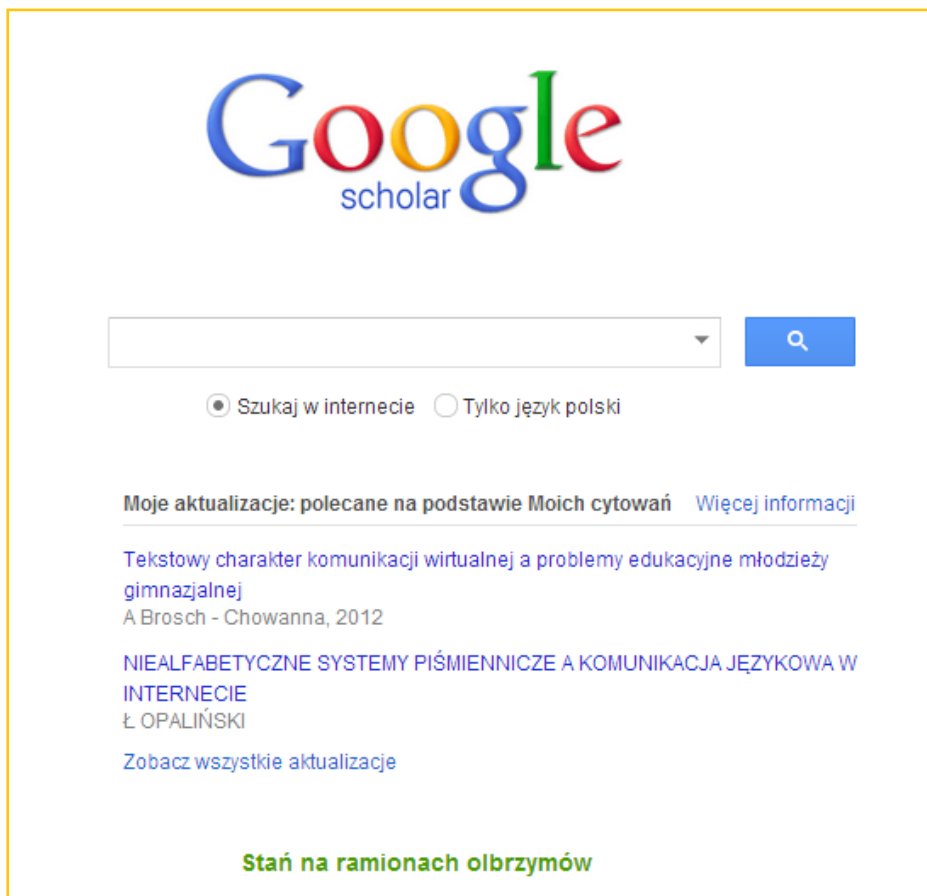 Google
scholar
Szukaj w internecie Tylko język polski
Moje aktualizacje: polecane na podstawie Moich cytowań Więcej informacji
Tekstowy charakter komunikacji wirtualnej a problemy edukacyjne młodzieży
gimnazjalnej
A Brosch - Chowanna, 2012
NIEALFABETYCZNE SYSTEMY PIŚMIENNICZE A KOMUNIKACJA JĘZYKOWA W
INTERNECIE
Ł OPALIŃSKI
Zobacz wszystkie aktualizacje
Stań na ramionach olbrzymów